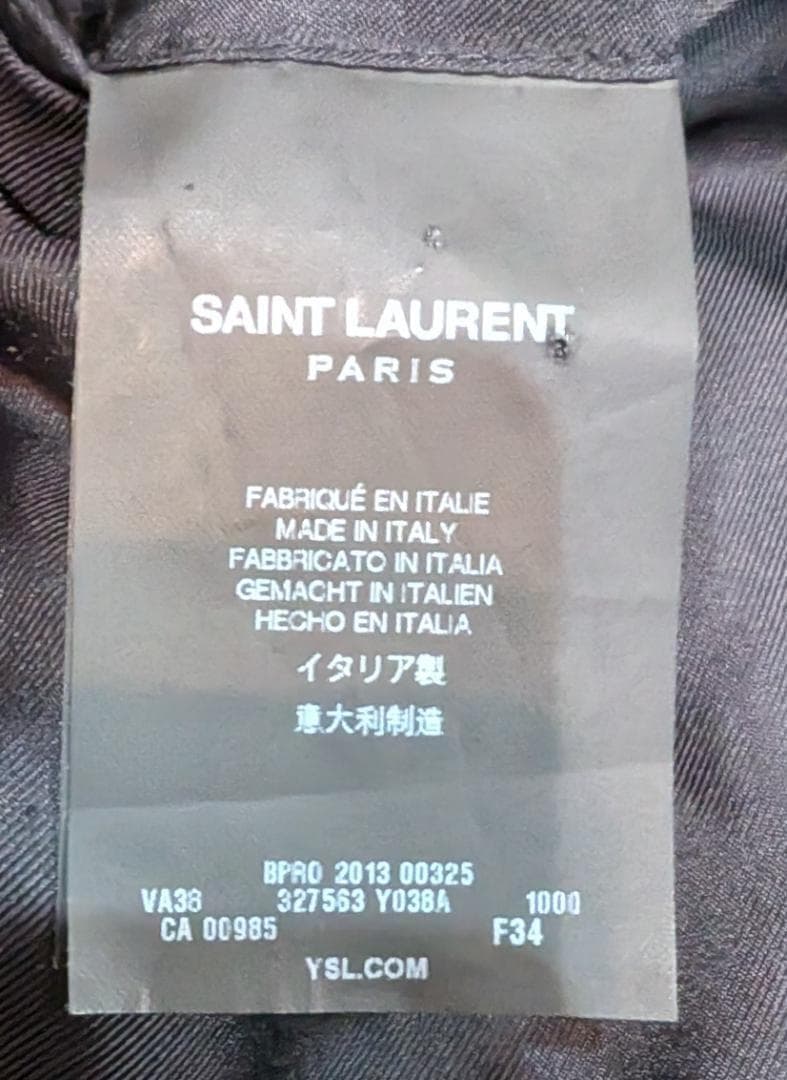 SAINT LAURENT
PARIS
FABRIQUÉ EN ITALIE
MADE IN ITALY
FABBRICATO IN ITALIA
GEMACHT IN ITALIEN
HECHO EN ITALIA
イタリア製
意大利制造
BPRO 2013 00325
VA38 327563 Y038A 1000
CA 00985 F34
YSL.COM